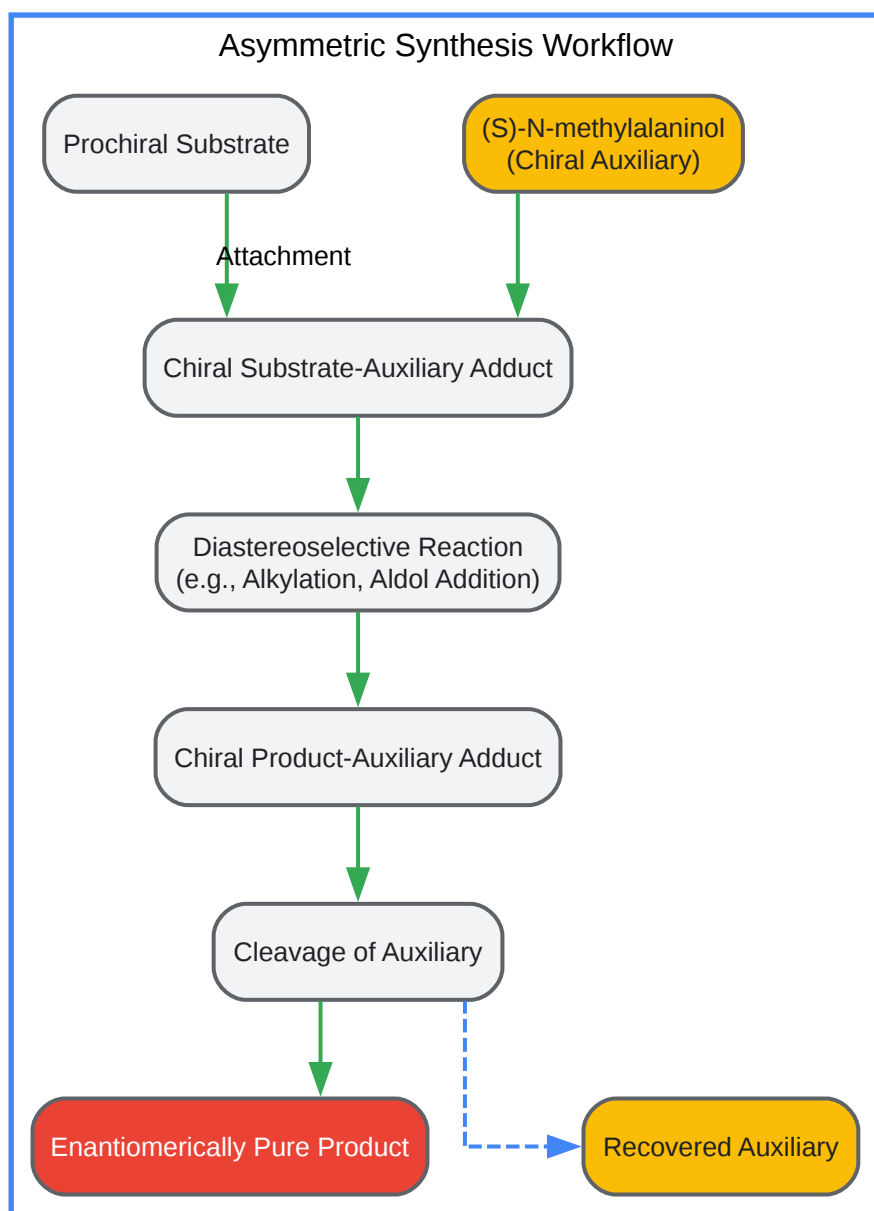 Asymmetric Synthesis Workflow
Prochiral Substrate
(S)-N-methylalaninol
(Chiral Auxiliary)
Attachment
Chiral Substrate-Auxiliary Adduct
Diastereoselective Reaction
(e.g., Alkylation, Aldol Addition)
Chiral Product-Auxiliary Adduct
Cleavage of Auxiliary
Enantiomerically Pure Product
Recovered Auxiliary